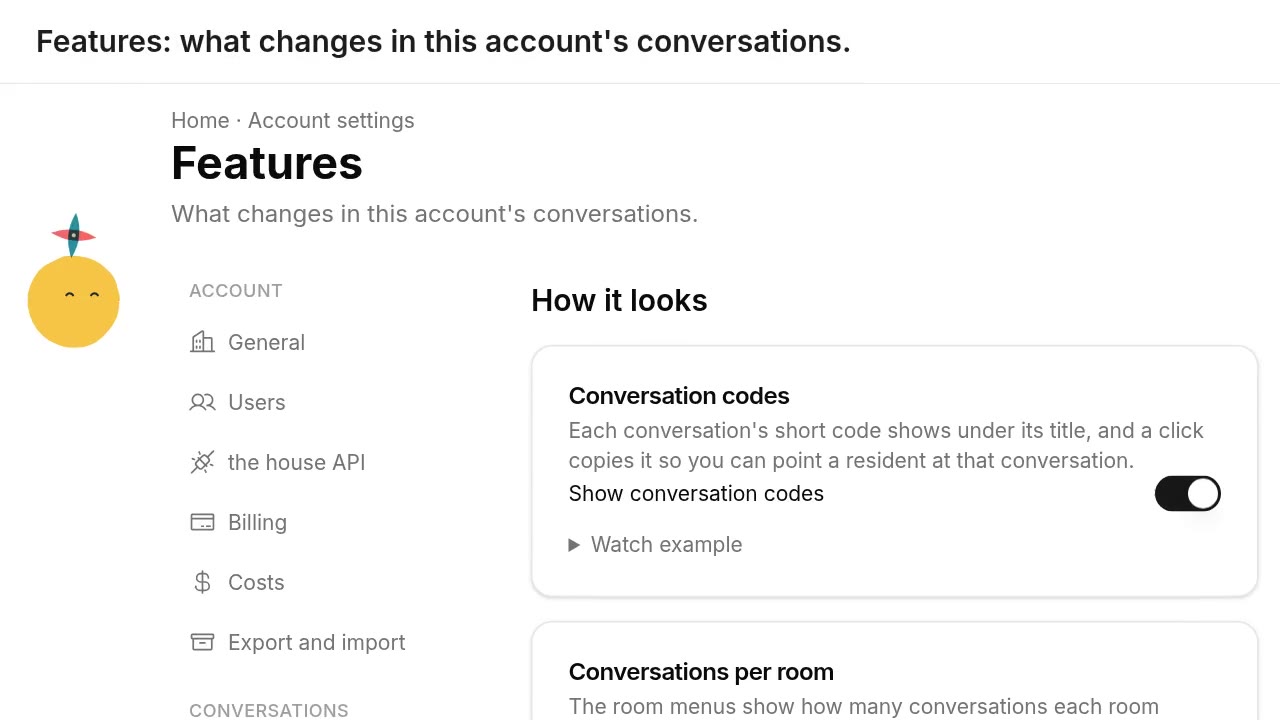 Features: what changes in this account's conversations.
Home · Account settings
Features
What changes in this account's conversations.
ACCOUNT
General
Users
the house API
Billing
Costs
Export and import
CONVERSATIONS
How it looks
Conversation codes
Each conversation's short code shows under its title, and a click
copies it so you can point a resident at that conversation.
Show conversation codes
Watch example
Conversations per room
The room menus show how many conversations each room